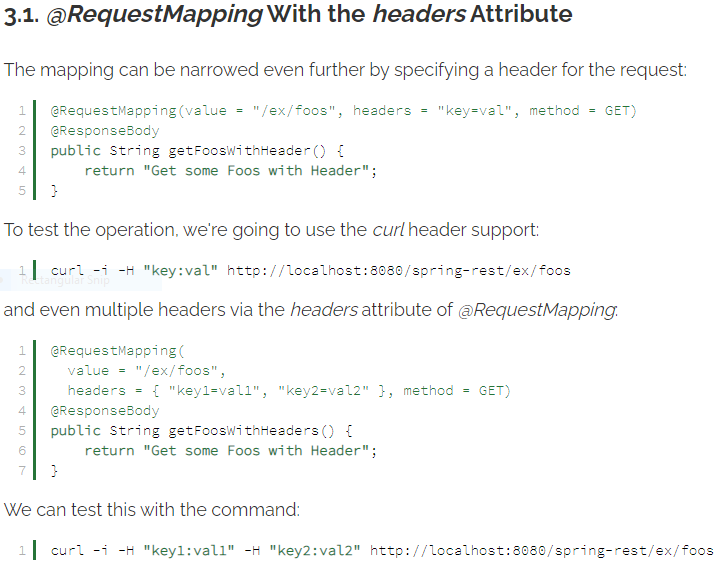 3.1. @RequestMapping With the headers Attribute
The mapping can be narrowed even further by specifying a header for the request:
1 @RequestMapping(value = "/ex/foos", headers = "key=val", method = GET)
2 @ResponseBody
3 public String getFoosWithHeader() {
4     return "Get some Foos with Header";
5 }
To test the operation, we're going to use the curl header support:
1 curl -i -H "key:val" http://localhost:8080/spring-rest/ex/foos
Rectangular Snip
and even multiple headers via the headers attribute of @RequestMapping:
1 @RequestMapping(
2   value = "/ex/foos",
3   headers = { "key1=val1", "key2=val2" }, method = GET)
4 @ResponseBody
5 public String getFoosWithHeaders() {
6     return "Get some Foos with Header";
7 }
We can test this with the command:
1 curl -i -H "key1:val1" -H "key2:val2" http://localhost:8080/spring-rest/ex/foos